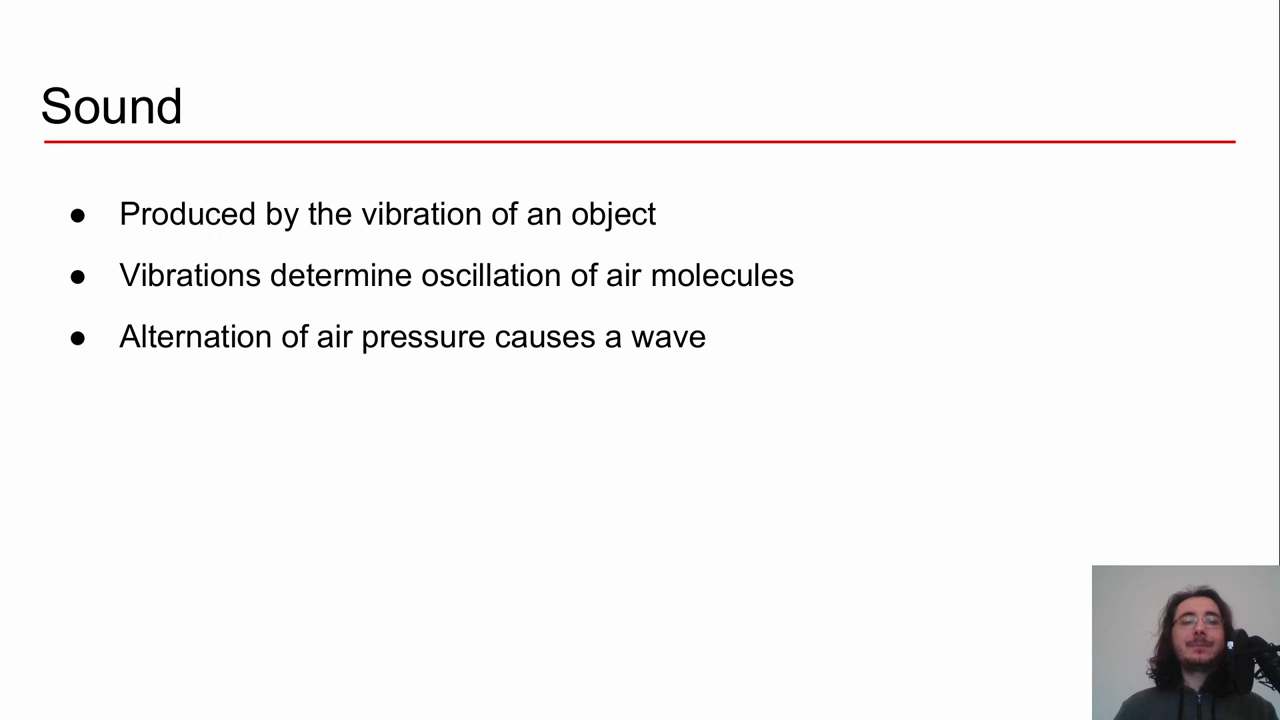 Sound
● Produced by the vibration of an object
● Vibrations determine oscillation of air molecules
● Alternation of air pressure causes a wave